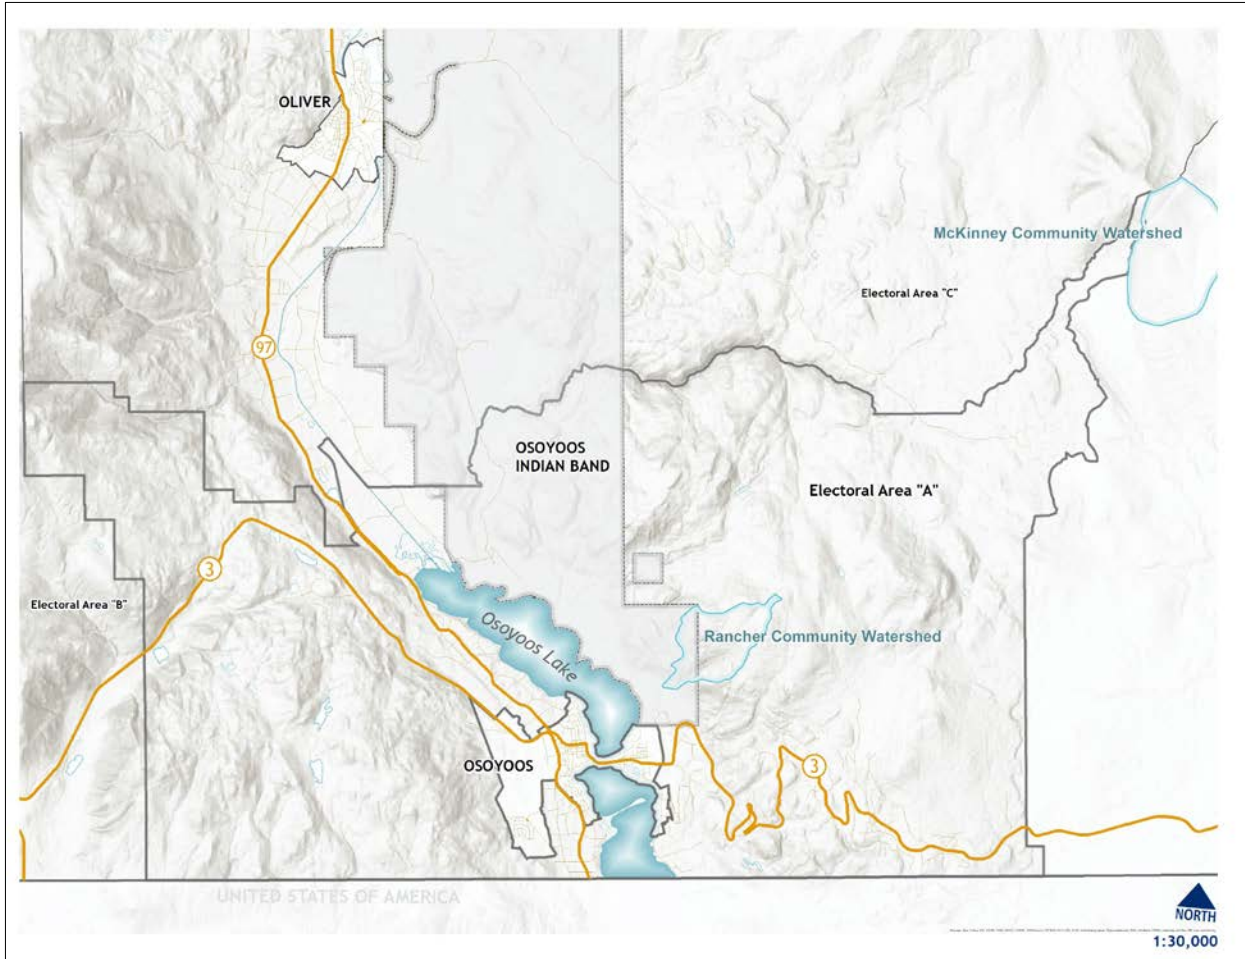 OLIVER
McKinney Community Watershed
Electoral Area "C"
97
OSOYOOS
INDIAN BAND
Electoral Area "A"
3
Electoral Area "B"
Osoyoos Lake
Rancher Community Watershed
OSOYOOS
3
UNITED STATES OF AMERICA
NORTH
1:30,000